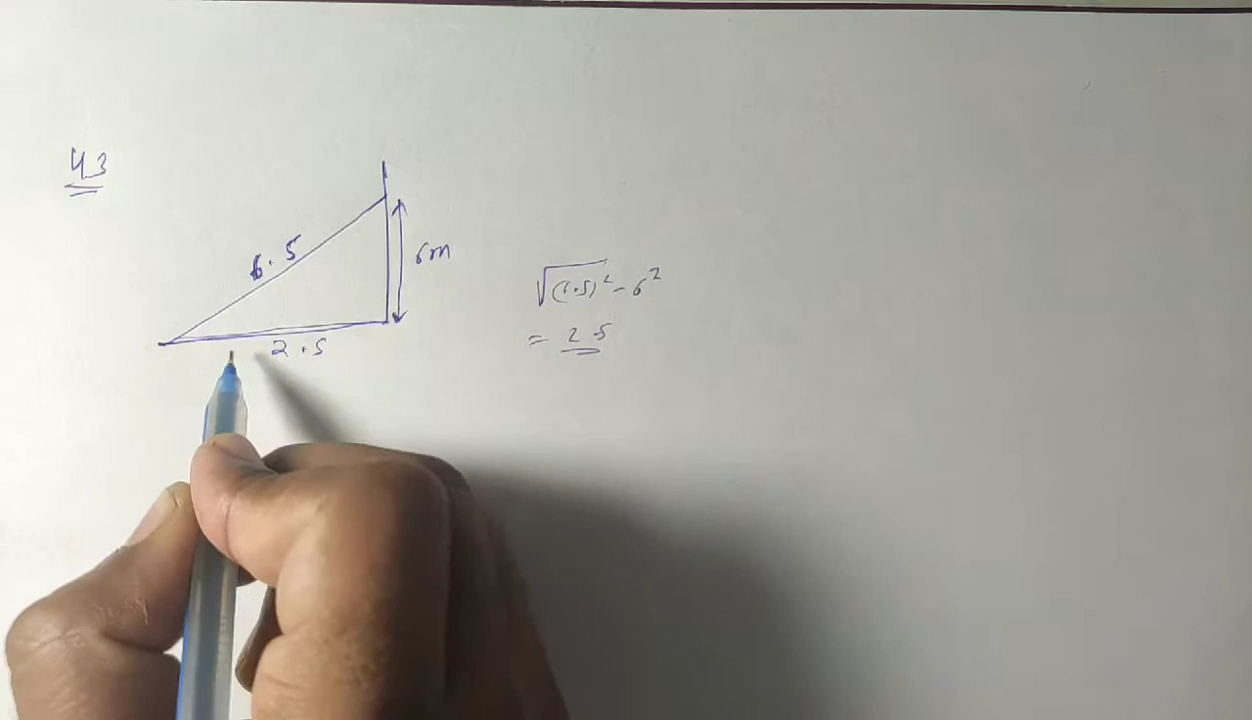 43
6.5
6m
2.5
√(6.5)² - 6²
= 2.5